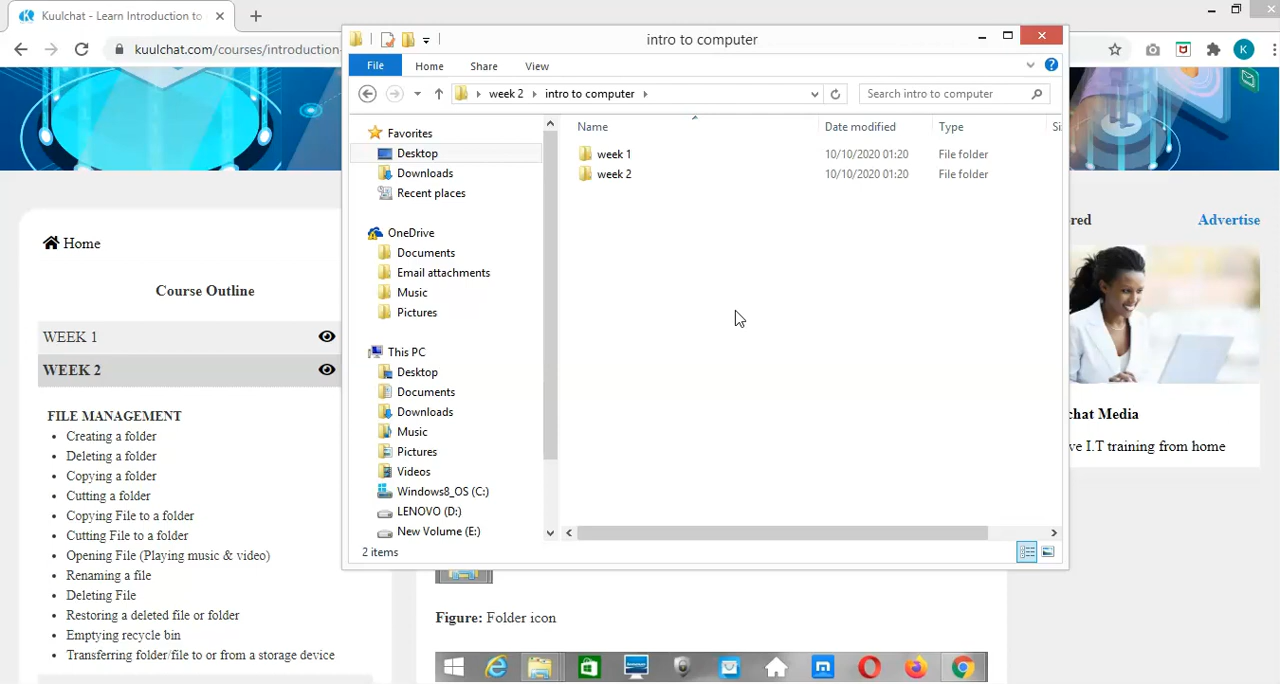 Kuulchat - Learn Introduction to
kuulchat.com/courses/introduction-
K
intro to computer
File Home Share View
week 2 intro to computer
Search intro to computer
Name Date modified Type Si
week 1 10/10/2020 01:20 File folder
week 2 10/10/2020 01:20 File folder
Favorites
Desktop
Downloads
Recent places
OneDrive
Documents
Email attachments
Music
Pictures
This PC
Desktop
Documents
Downloads
Music
Pictures
Videos
Windows8_OS (C:)
LENOVO (D:)
New Volume (E:)
2 items
Home
Course Outline
WEEK 1
WEEK 2
FILE MANAGEMENT
Creating a folder
Deleting a folder
Copying a folder
Cutting a folder
Copying File to a folder
Cutting File to a folder
Opening File (Playing music & video)
Renaming a file
Deleting File
Restoring a deleted file or folder
Emptying recycle bin
Transferring folder/file to or from a storage device
Figure: Folder icon
red Advertise
chat Media
ve I.T training from home